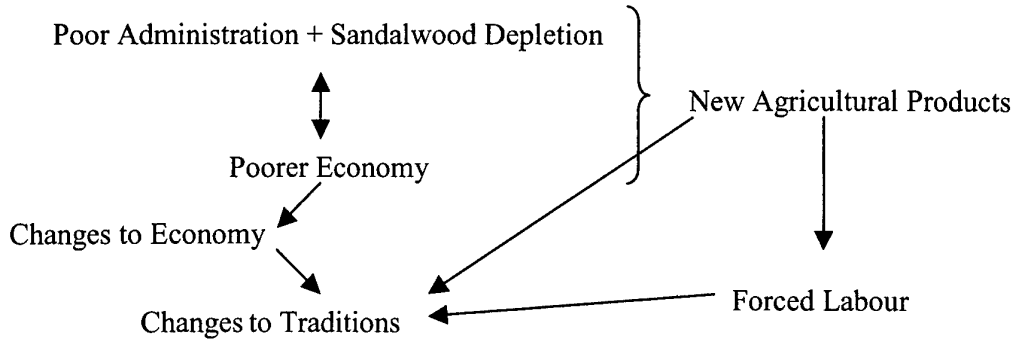 Poor Administration + Sandalwood Depletion
New Agricultural Products
Poorer Economy
Changes to Economy
Forced Labour
Changes to Traditions